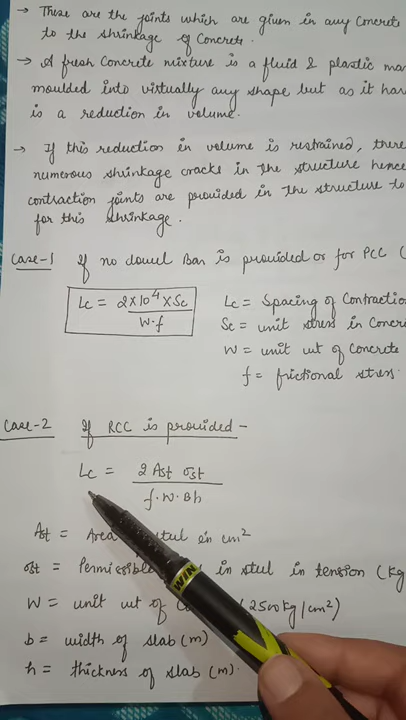 → These are the joints which are given in any Concrete
to the shrinkage of Concrete.
→ A fresh Concrete mixture is a fluid & plastic ma
moulded into virtually any shape but as it har
is a reduction in volume.
→ If this reduction in volume is restrained, there
numerous shrinkage cracks in the structure hence
contraction joints are provided in the structure to
for this shrinkage.
Case-1 If no dowel Bar is provided or for PCC (
Lc = 2×10⁴×Sc / W·f
Lc = Spacing of Contractio
Sc = unit stress in Concre
W = unit wt of Concrete
f = frictional stress.
Case-2 If RCC is provided -
Lc = 2 Ast σst / f·W·Bh
Ast = Area stul in cm²
σst = Permissible in stul in tension (Kg
W = unit wt of (2500 Kg/cm²)
b = width of slab (m)
h = thickness of slab (m).
WIN